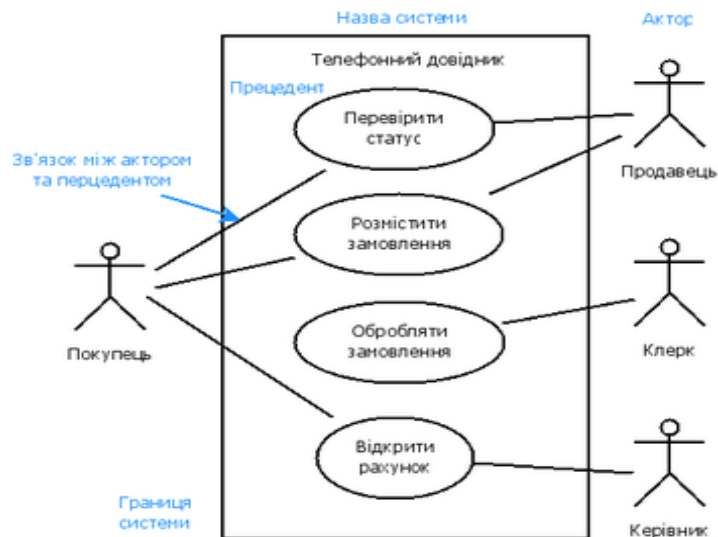 Назва системи
Актор
Телефонний довідник
Прецедент
Перевірити
статус
Зв'язок між актором
та перцедентом
Продавець
Розмістити
замовлення
Покупець
Обробляти
замовлення
Клерк
Відкрити
рахунок
Границя
системи
Керівник